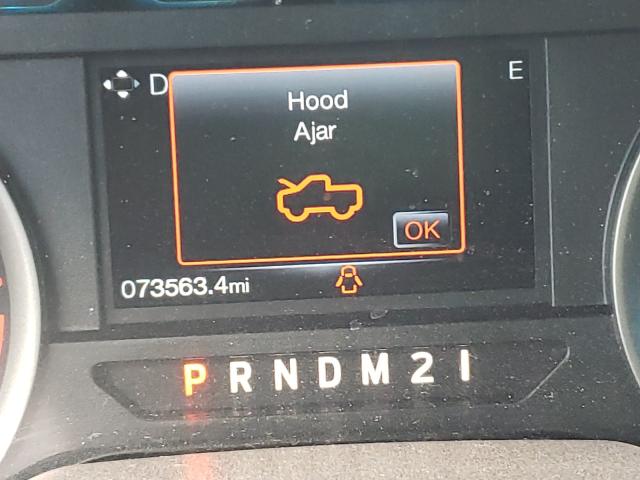 D
E
Hood
Ajar
OK
073563.4mi
P R N D M 2 1